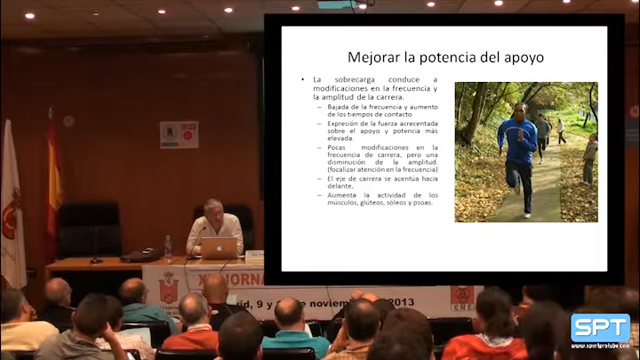 Mejorar la potencia del apoyo
• La sobrecarga conduce a
modificaciones en la frecuencia y
la amplitud de la carrera.
– Bajada de la frecuencia y aumento
de los tiempos de contacto
– Expresión de la fuerza acrecentada
sobre el apoyo y potencia más
elevada.
– Pocas modificaciones en la
frecuencia de carrera, pero una
disminución de la amplitud.
(focalizar atención en la frecuencia)
– El eje de carrera se acentúa hacia
delante.
– Aumenta la actividad de los
músculos, glúteos, sóleos y psoas.
JORNA
9 y
de noviembre
2013
SPT
www.sportprotube.com